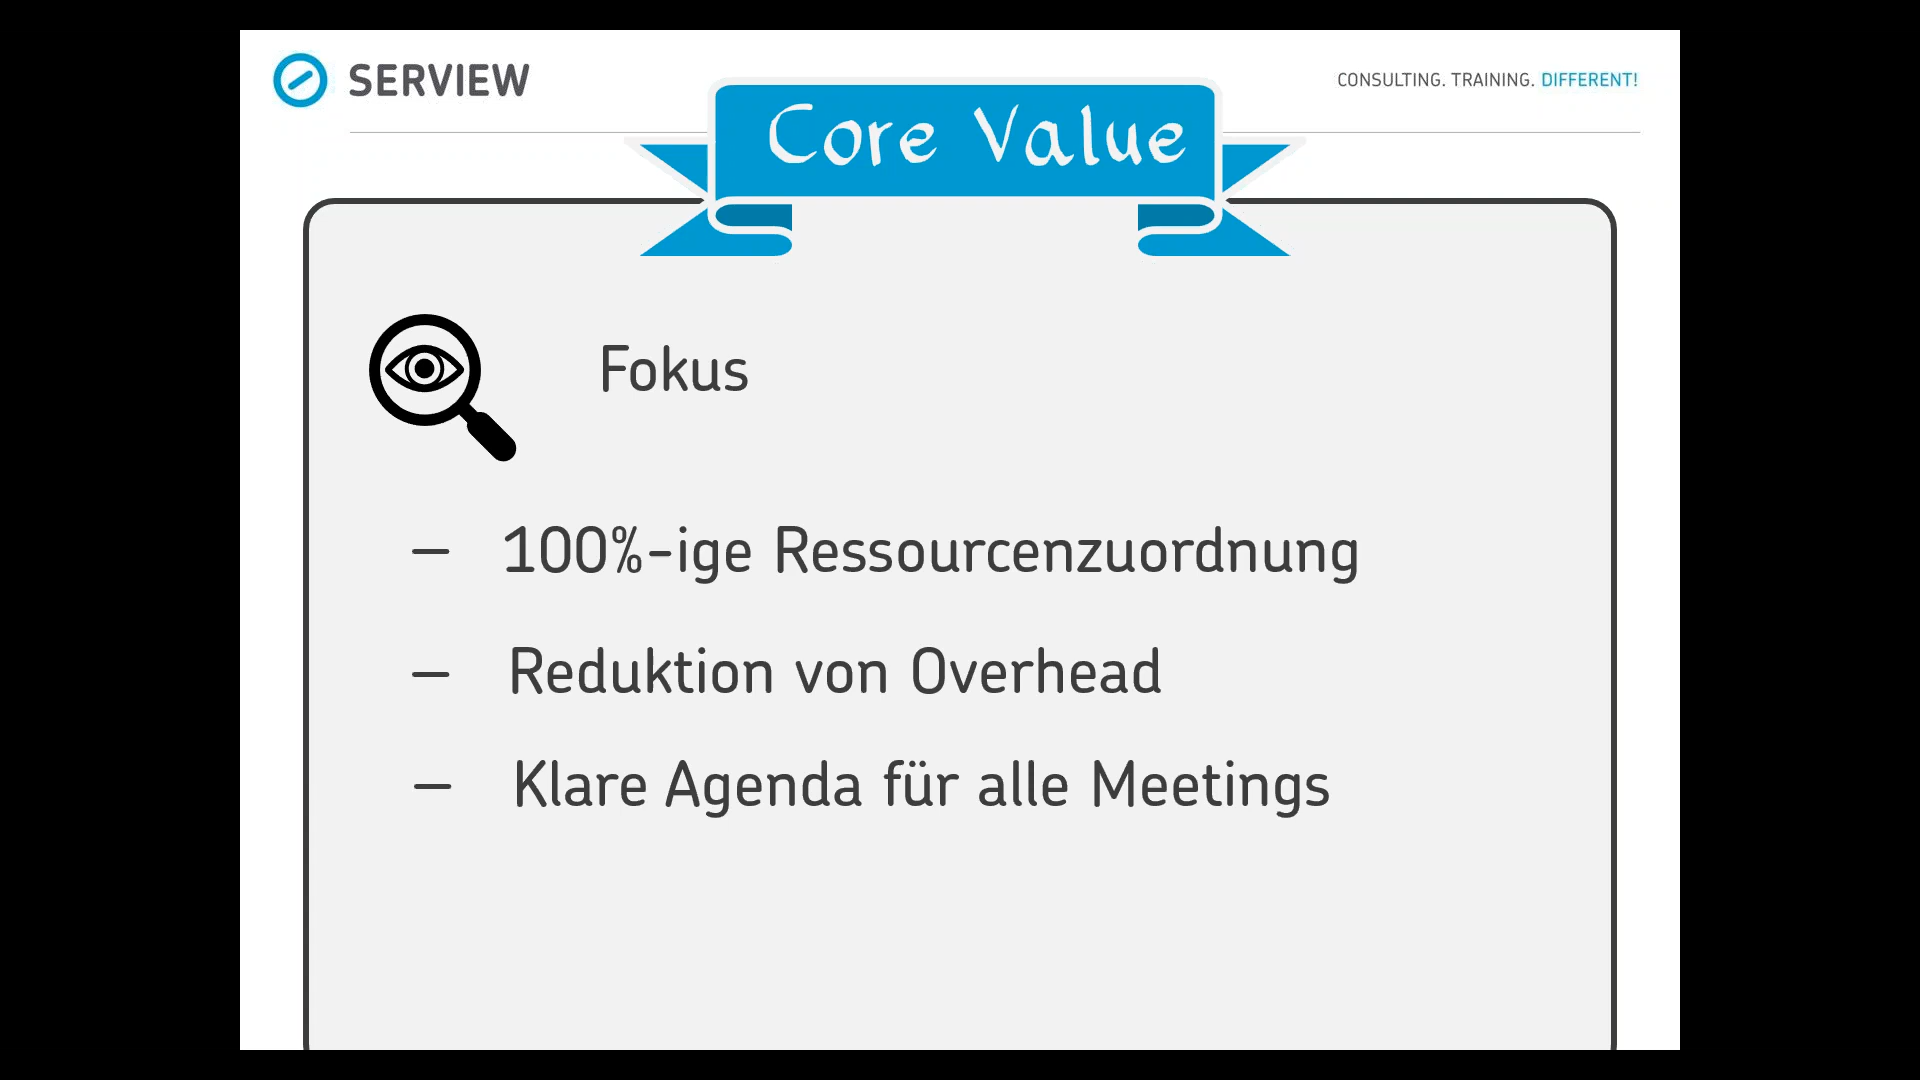 SERVIEW
CONSULTING. TRAINING. DIFFERENT!
Core Value
Fokus
– 100%-ige Ressourcenzuordnung
– Reduktion von Overhead
– Klare Agenda für alle Meetings